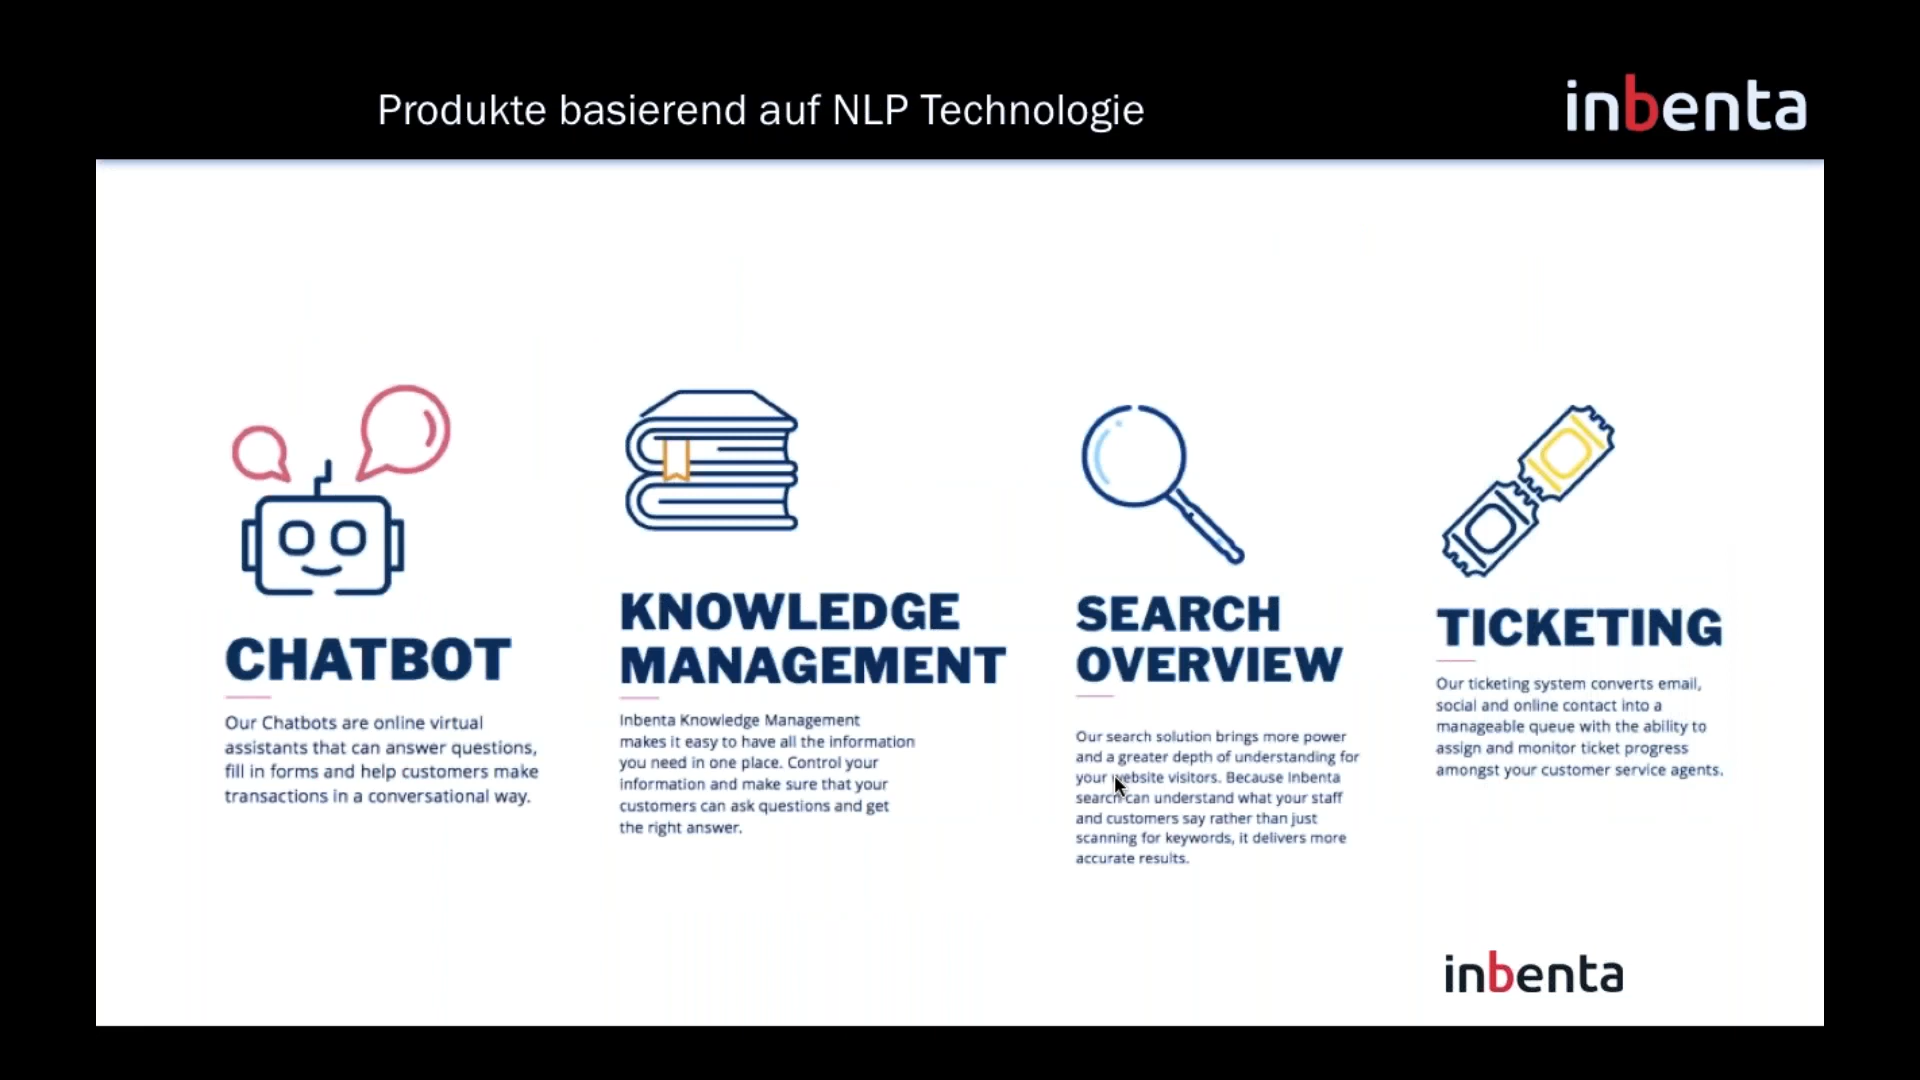 Produkte basierend auf NLP Technologie
inbenta
CHATBOT
Our Chatbots are online virtual
assistants that can answer questions,
fill in forms and help customers make
transactions in a conversational way.
KNOWLEDGE
MANAGEMENT
Inbenta Knowledge Management
makes it easy to have all the information
you need in one place. Control your
information and make sure that your
customers can ask questions and get
the right answer.
SEARCH
OVERVIEW
Our search solution brings more power
and a greater depth of understanding for
your website visitors. Because Inbenta
search can understand what your staff
and customers say rather than just
scanning for keywords, it delivers more
accurate results.
TICKETING
Our ticketing system converts email,
social and online contact into a
manageable queue with the ability to
assign and monitor ticket progress
amongst your customer service agents.
inbenta